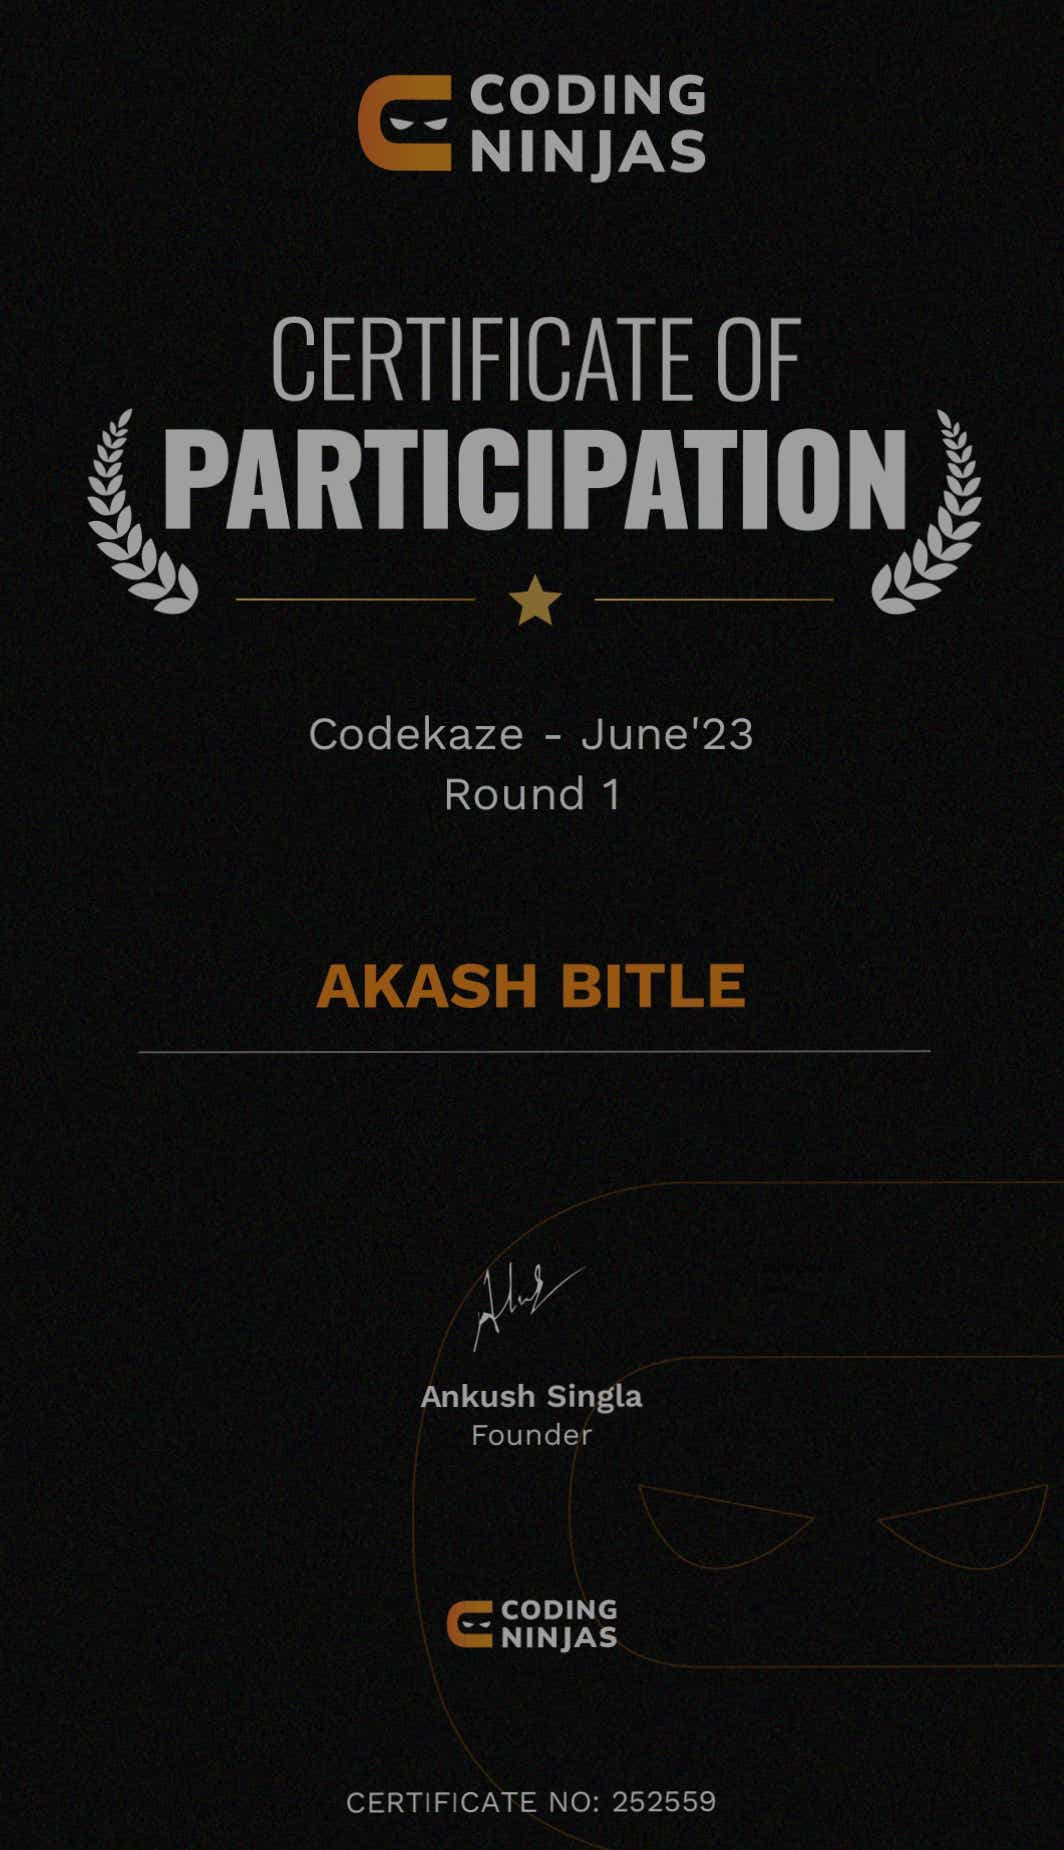 CODING
NINJAS
CERTIFICATE OF
PARTICIPATION
Codekaze - June'23
Round 1
AKASH BITLE
Ankush Singla
Founder
CODING
NINJAS
CERTIFICATE NO: 252559